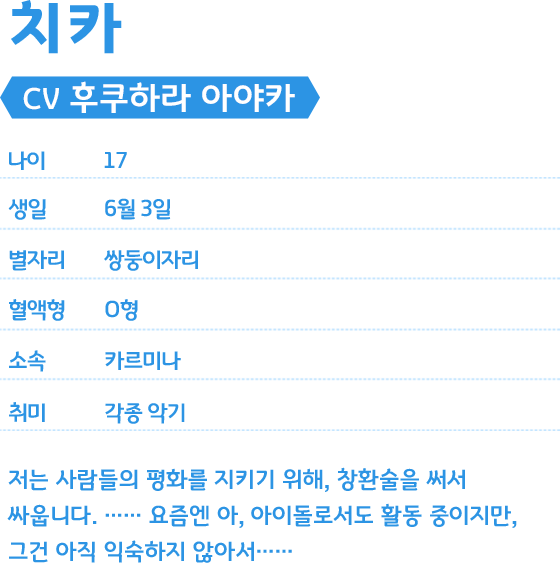 치카
CV 후쿠하라 아야카
나이 17
생일 6월 3일
별자리 쌍둥이자리
혈액형 O형
소속 카르미나
취미 각종 악기
저는 사람들의 평화를 지키기 위해, 창환술을 써서
싸웁니다. …… 요즘엔 아, 아이돌로서도 활동 중이지만,
그건 아직 익숙하지 않아서……